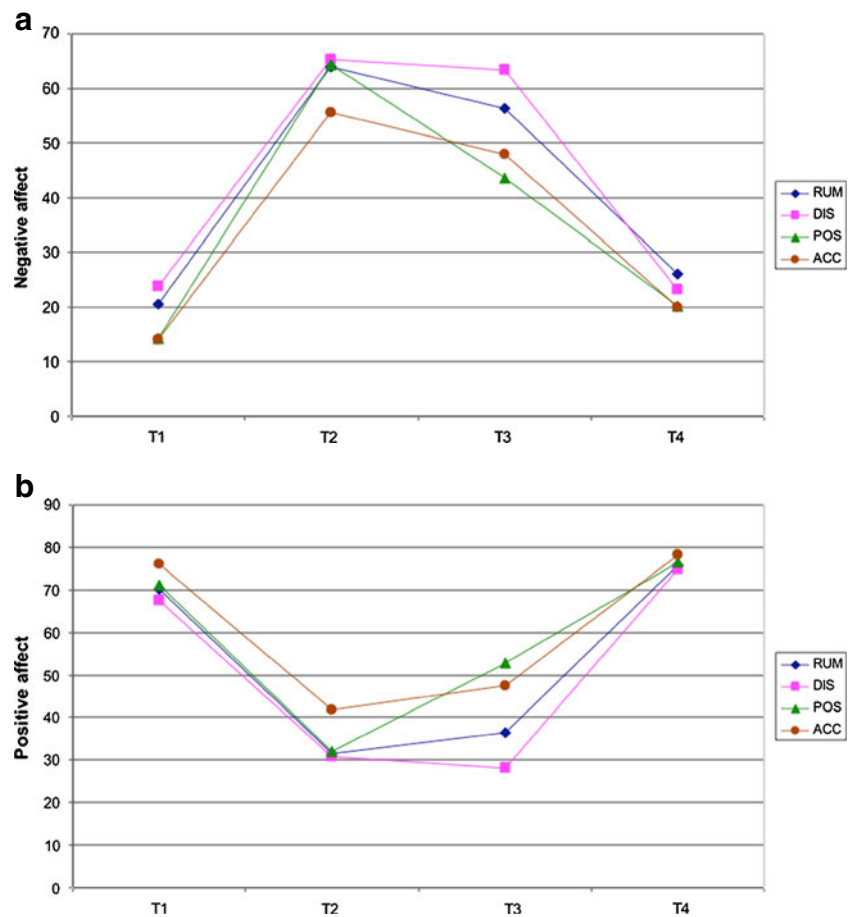 a
70
60
50
40
30
20
10
0
Negative affect
T1 T2 T3 T4
RUM
DIS
POS
ACC
b
90
80
70
60
50
40
30
20
10
0
Positive affect
T1 T2 T3 T4
RUM
DIS
POS
ACC